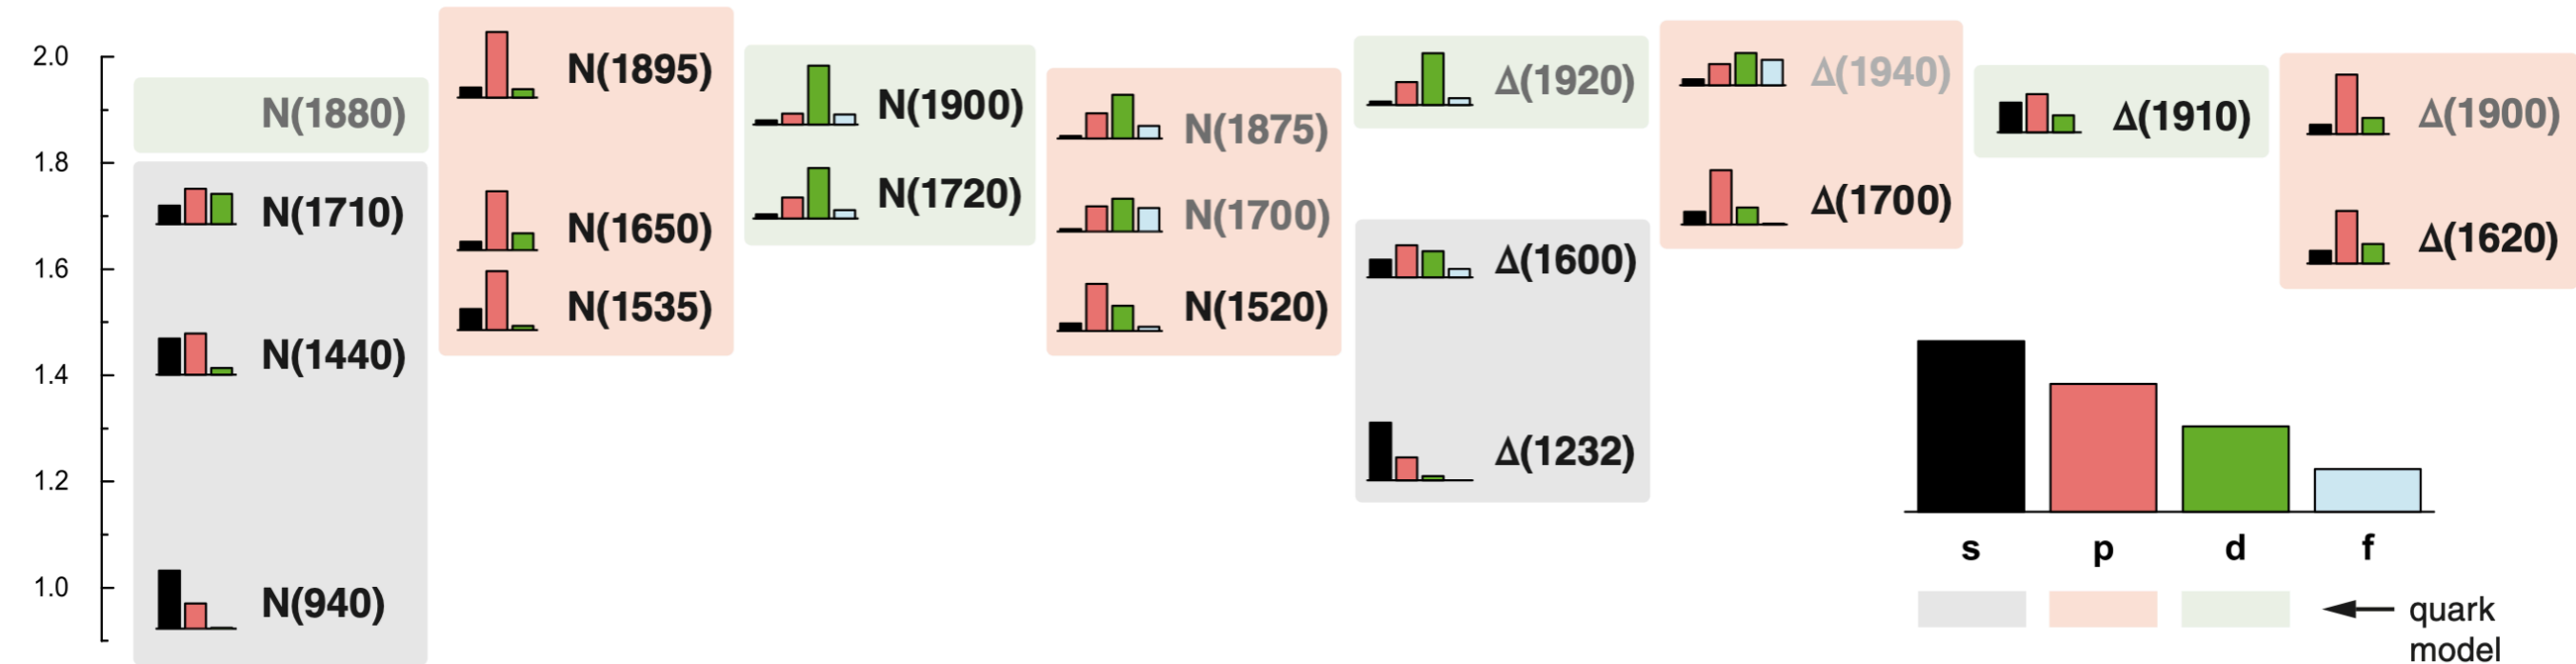 2.0
1.8
1.6
1.4
1.2
1.0
N(1880)
N(1710)
N(1440)
N(940)
N(1895)
N(1650)
N(1535)
N(1900)
N(1720)
N(1875)
N(1700)
N(1520)
Δ(1920)
Δ(1600)
Δ(1232)
Δ(1940)
Δ(1700)
Δ(1910)
Δ(1900)
Δ(1620)
s p d f
quark
model